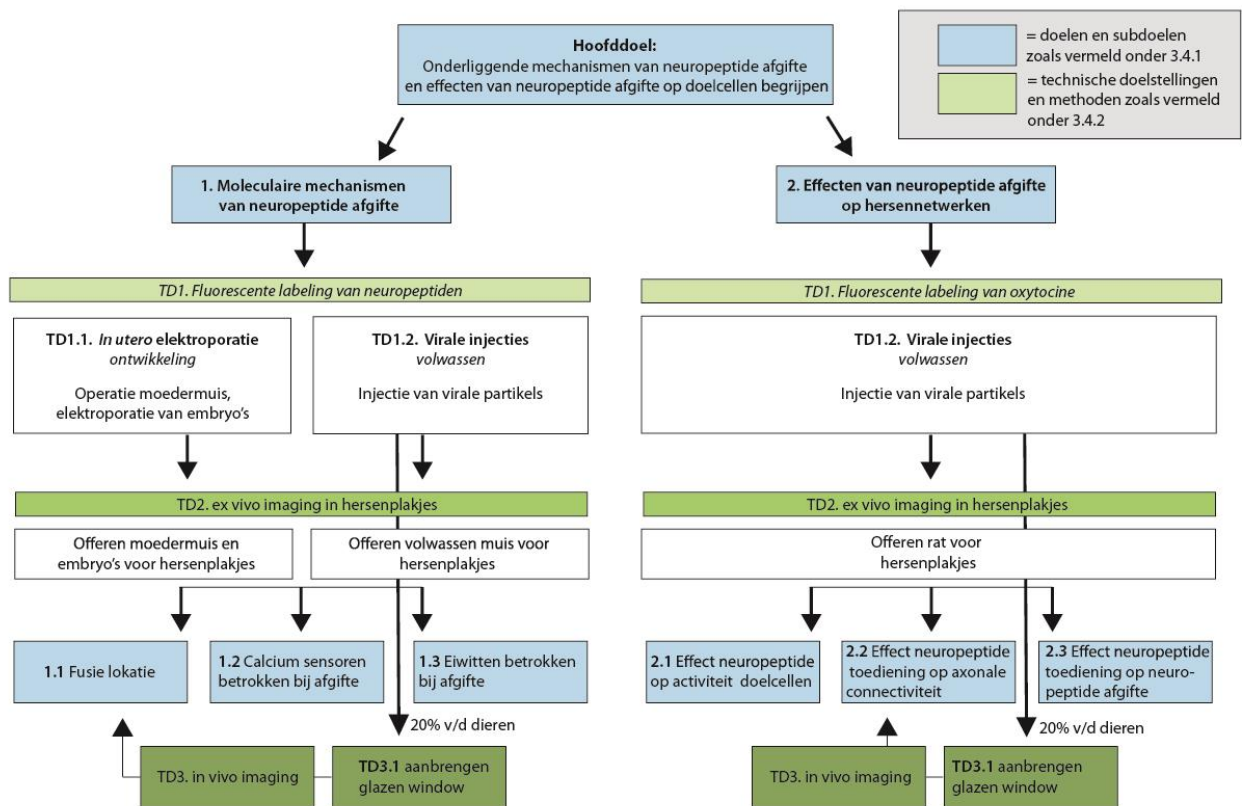 Hoofddoel:
Onderliggende mechanismen van neuropeptide afgifte
en effecten van neuropeptide afgifte op doelcellen begrijpen
= doelen en subdoelen
zoals vermeld onder 3.4.1
= technische doelstellingen
en methoden zoals vermeld
onder 3.4.2
1. Moleculaire mechanismen
van neuropeptide afgifte
2. Effecten van neuropeptide afgifte
op hersennetwerken
TD1. Fluorescente labeling van neuropeptiden
TD1.1. In utero elektroporatie
ontwikkeling
Operatie moedermuis,
elektroporatie van embryo's
TD1.2. Virale injecties
volwassen
Injectie van virale partikels
TD1. Fluorescente labeling van oxytocine
TD1.2. Virale injecties
volwassen
Injectie van virale partikels
TD2. ex vivo imaging in hersenplakjes
Offeren moedermuis en
embryo's voor hersenplakjes
Offeren volwassen muis voor
hersenplakjes
TD2. ex vivo imaging in hersenplakjes
Offeren rat voor
hersenplakjes
1.1 Fusie lokatie
1.2 Calcium sensoren
betrokken bij afgifte
1.3 Eiwitten betrokken
bij afgifte
2.1 Effect neuropeptide
op activiteit doelcellen
2.2 Effect neuropeptide
toediening op axonale
connectiviteit
2.3 Effect neuropeptide
toediening op neuro-
peptide afgifte
20% v/d dieren
TD3. in vivo imaging
TD3.1 aanbrengen
glazen window
20% v/d dieren
TD3. in vivo imaging
TD3.1 aanbrengen
glazen window